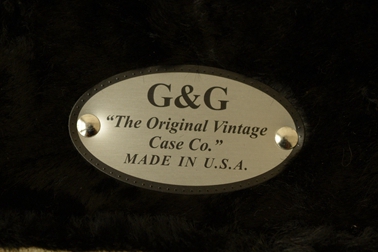 G&G
“The Original Vintage
Case Co.”
MADE IN U.S.A.